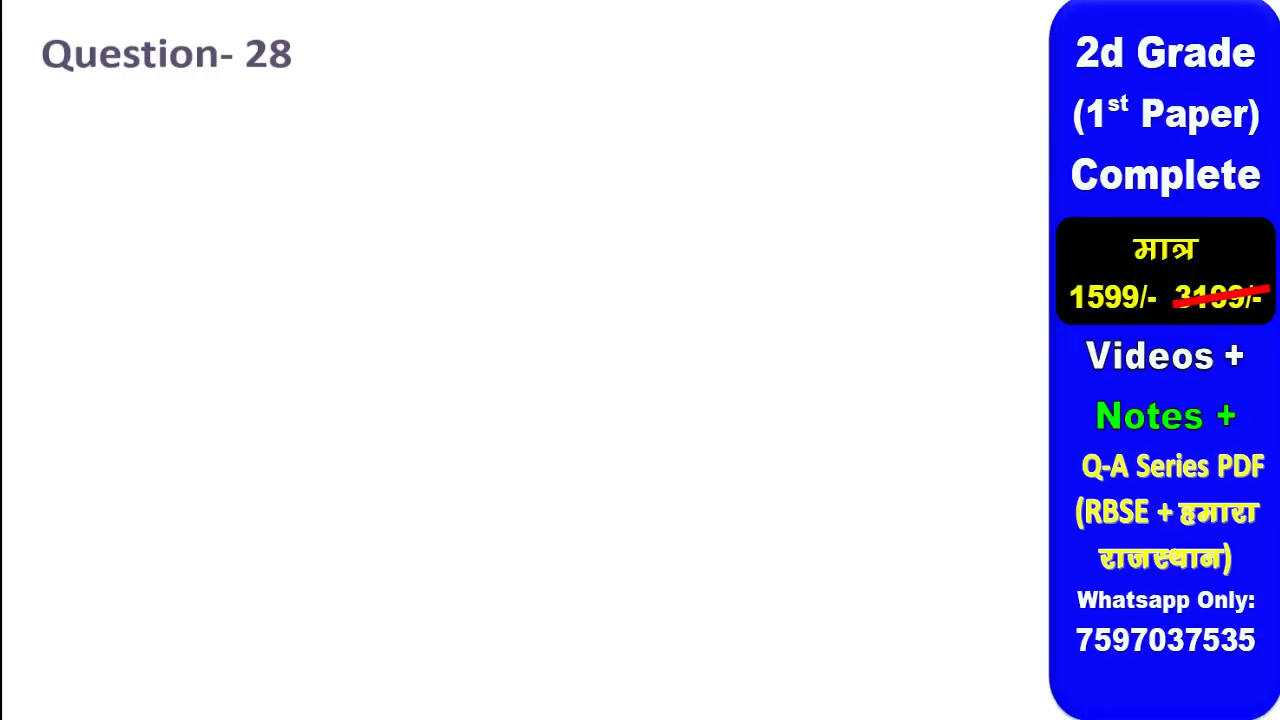 Question- 28
2d Grade
(1st Paper)
Complete
मात्र
1599/- 3199/-
Videos +
Notes +
Q-A Series PDF
(RBSE + हमारा
राजस्थान)
Whatsapp Only:
7597037535